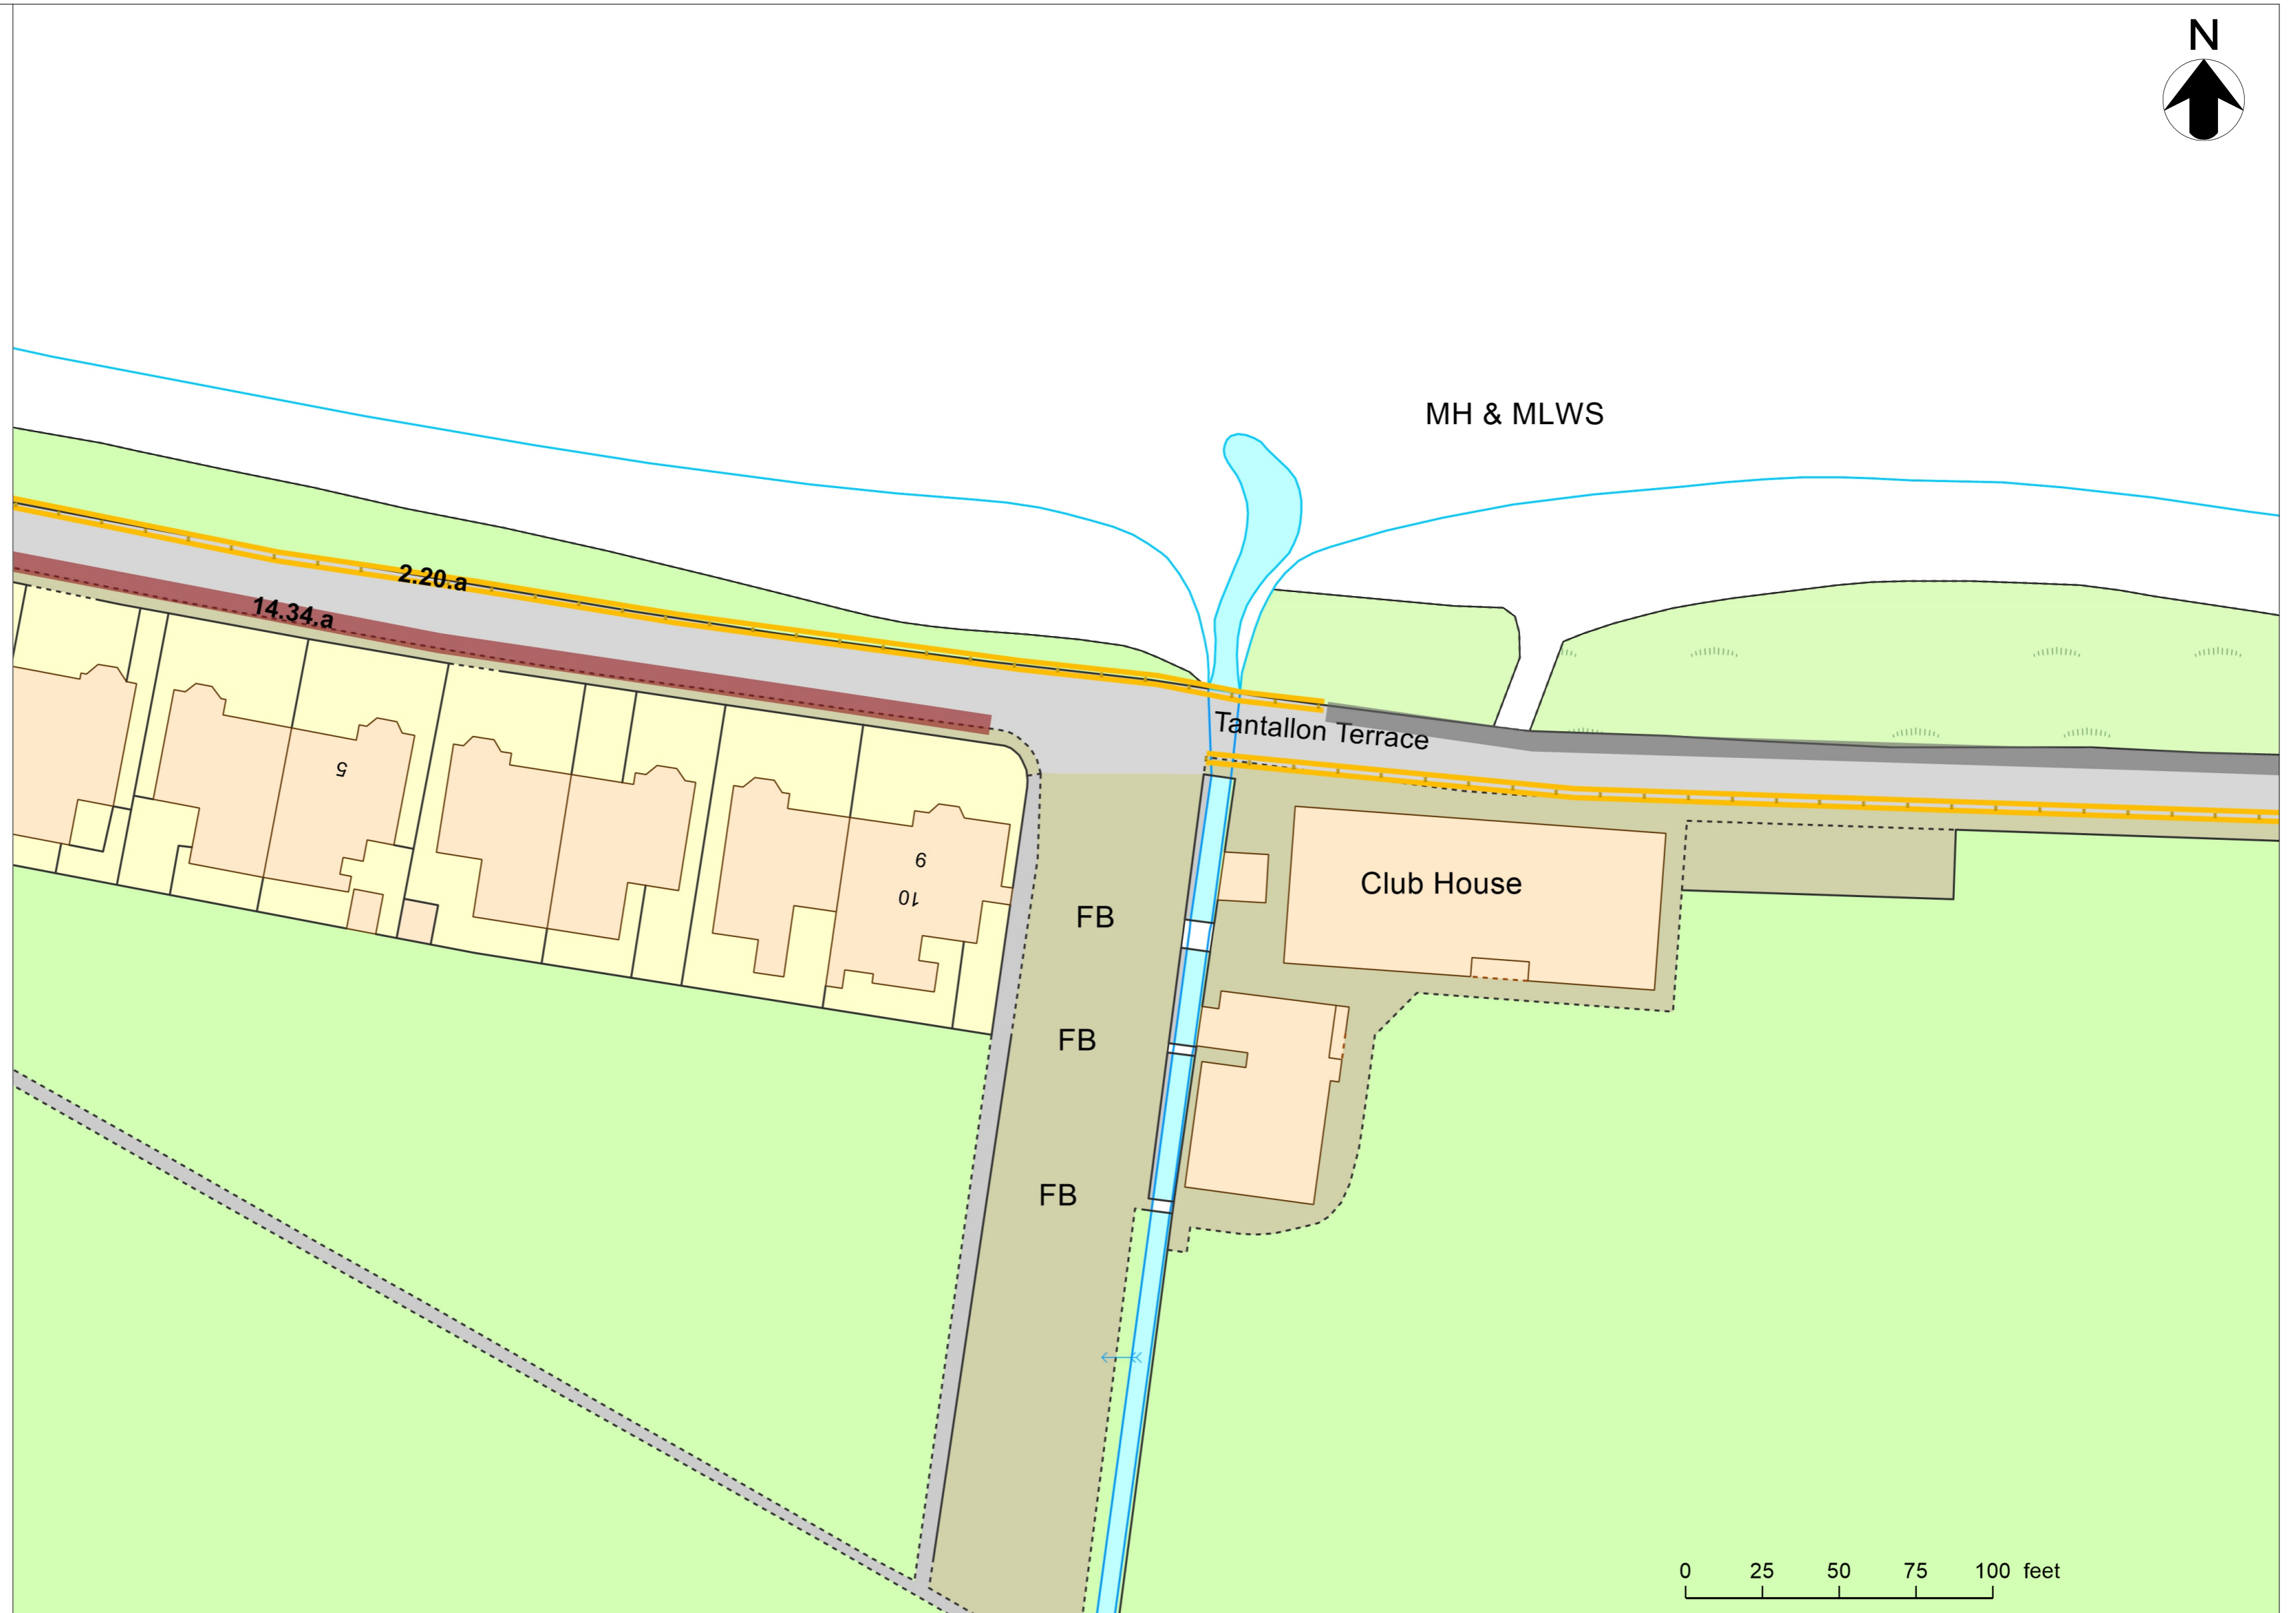 N
MH & MLWS
2.20.a
14.34.a
Tantallon Terrace
5
9
10
Club House
FB
FB
FB
0 25 50 75 100 feet